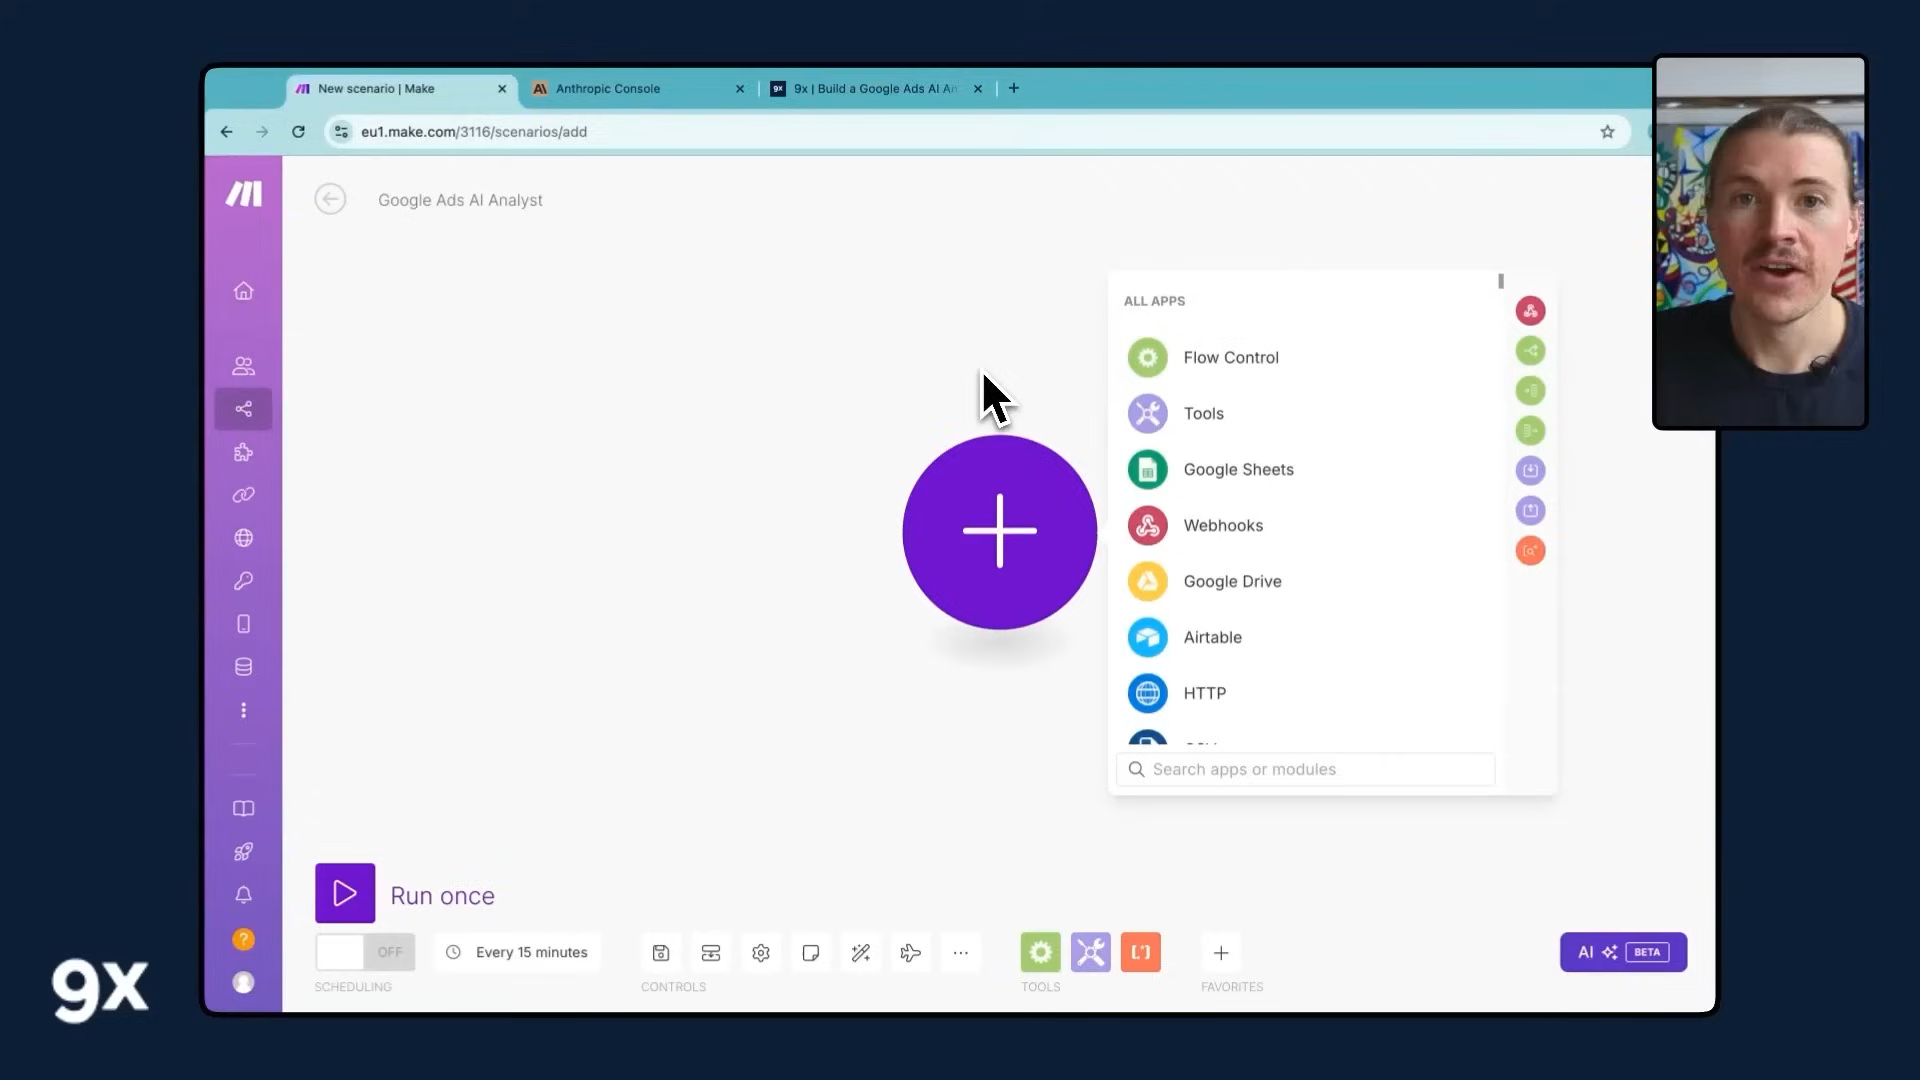 New scenario | Make
Anthropic Console
9x | Build a Google Ads AI An
eu1.make.com/3116/scenarios/add
Google Ads AI Analyst
ALL APPS
Flow Control
Tools
Google Sheets
Webhooks
Google Drive
Airtable
HTTP
Search apps or modules
Run once
OFF
Every 15 minutes
AI BETA
SCHEDULING
CONTROLS
TOOLS
FAVORITES
9x